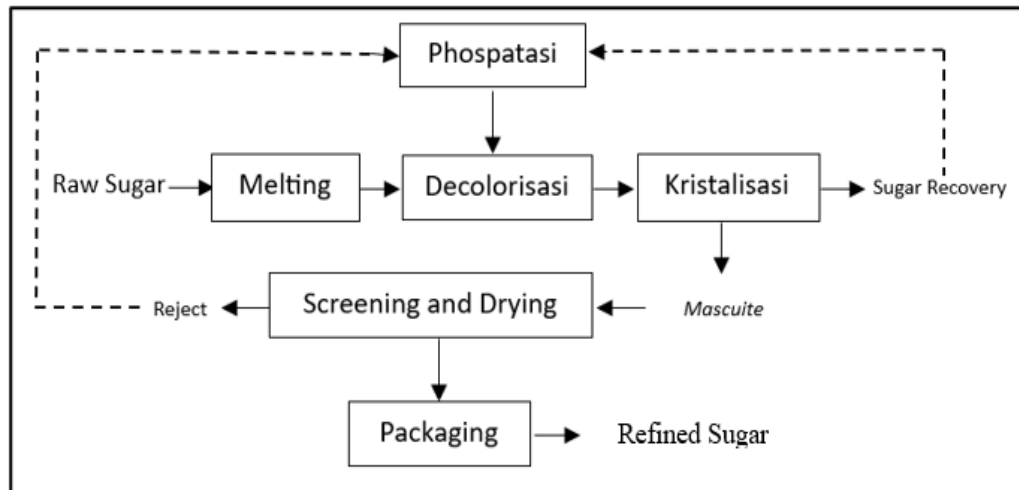 Phospatasi
Raw Sugar
Melting
Decolorisasi
Kristalisasi
Sugar Recovery
Reject
Screening and Drying
Mascuite
Packaging
Refined Sugar